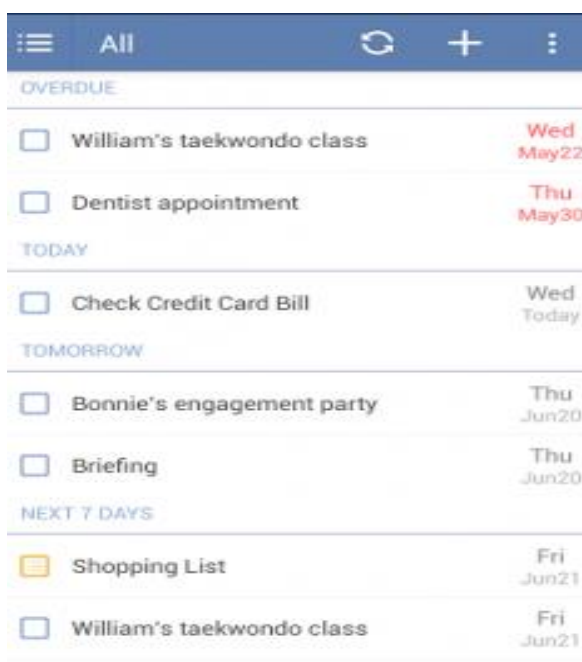 All
OVERDUE
William's taekwondo class
Wed
May22
Dentist appointment
Thu
May30
TODAY
Check Credit Card Bill
Wed
Today
TOMORROW
Bonnie's engagement party
Thu
Jun20
Briefing
Thu
Jun20
NEXT 7 DAYS
Shopping List
Fri
Jun21
William's taekwondo class
Fri
Jun21